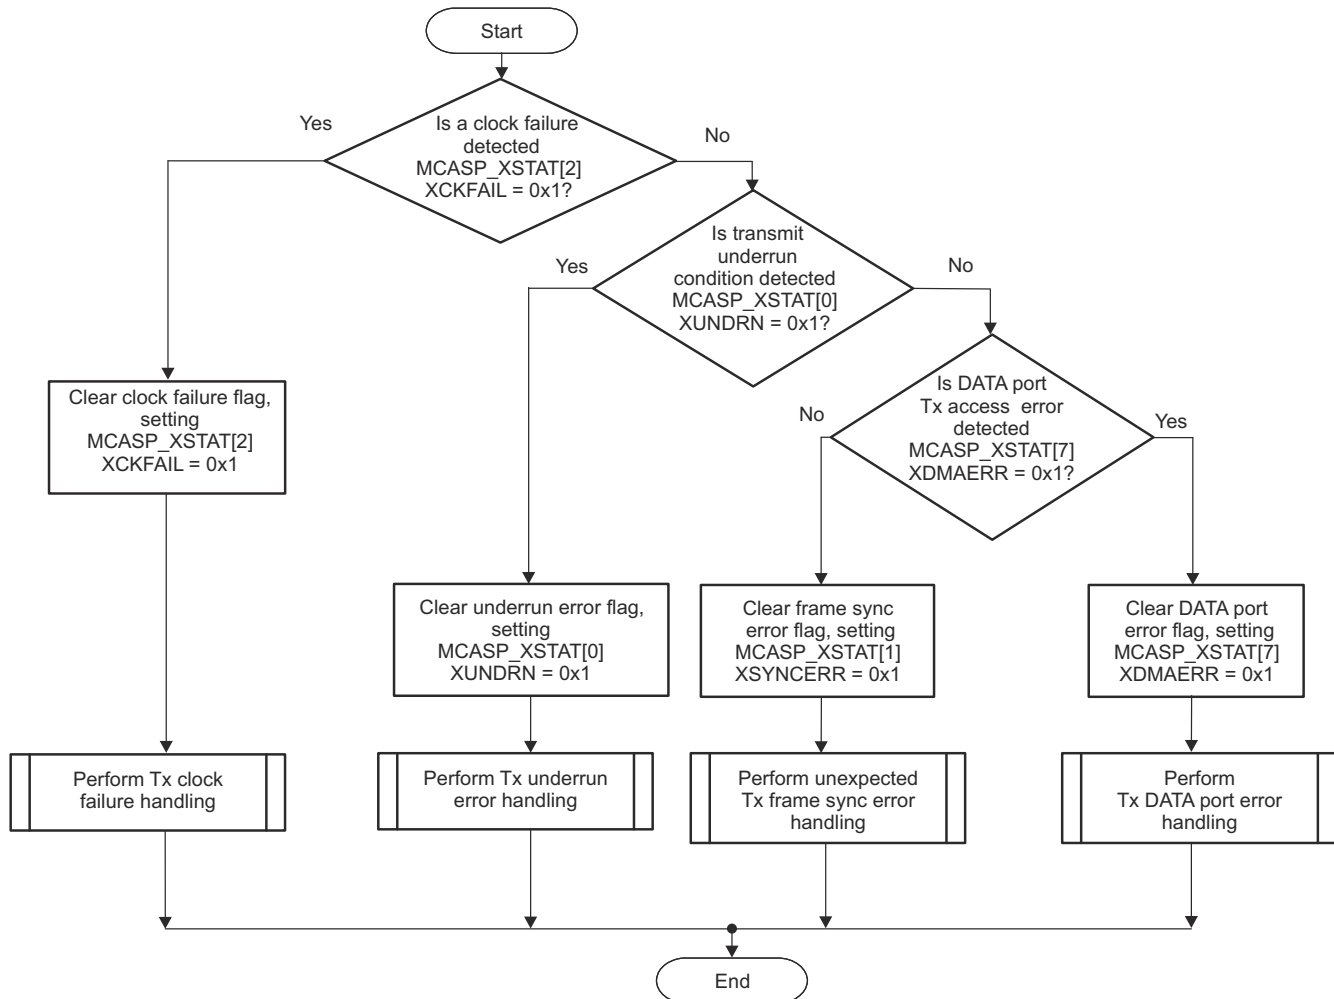 Start
Is a clock failure
detected
MCASP_XSTAT[2]
XCKFAIL = 0x1?
Yes
No
Is transmit
underrun
condition detected
MCASP_XSTAT[0]
XUNDRN = 0x1?
Yes
No
Is DATA port
Tx access error
detected
MCASP_XSTAT[7]
XDMAERR = 0x1?
No
Yes
Clear clock failure flag,
setting
MCASP_XSTAT[2]
XCKFAIL = 0x1
Clear underrun error flag,
setting
MCASP_XSTAT[0]
XUNDRN = 0x1
Clear frame sync
error flag, setting
MCASP_XSTAT[1]
XSYNCERR = 0x1
Clear DATA port
error flag, setting
MCASP_XSTAT[7]
XDMAERR = 0x1
Perform Tx clock
failure handling
Perform Tx underrun
error handling
Perform unexpected
Tx frame sync error
handling
Perform
Tx DATA port error
handling
End